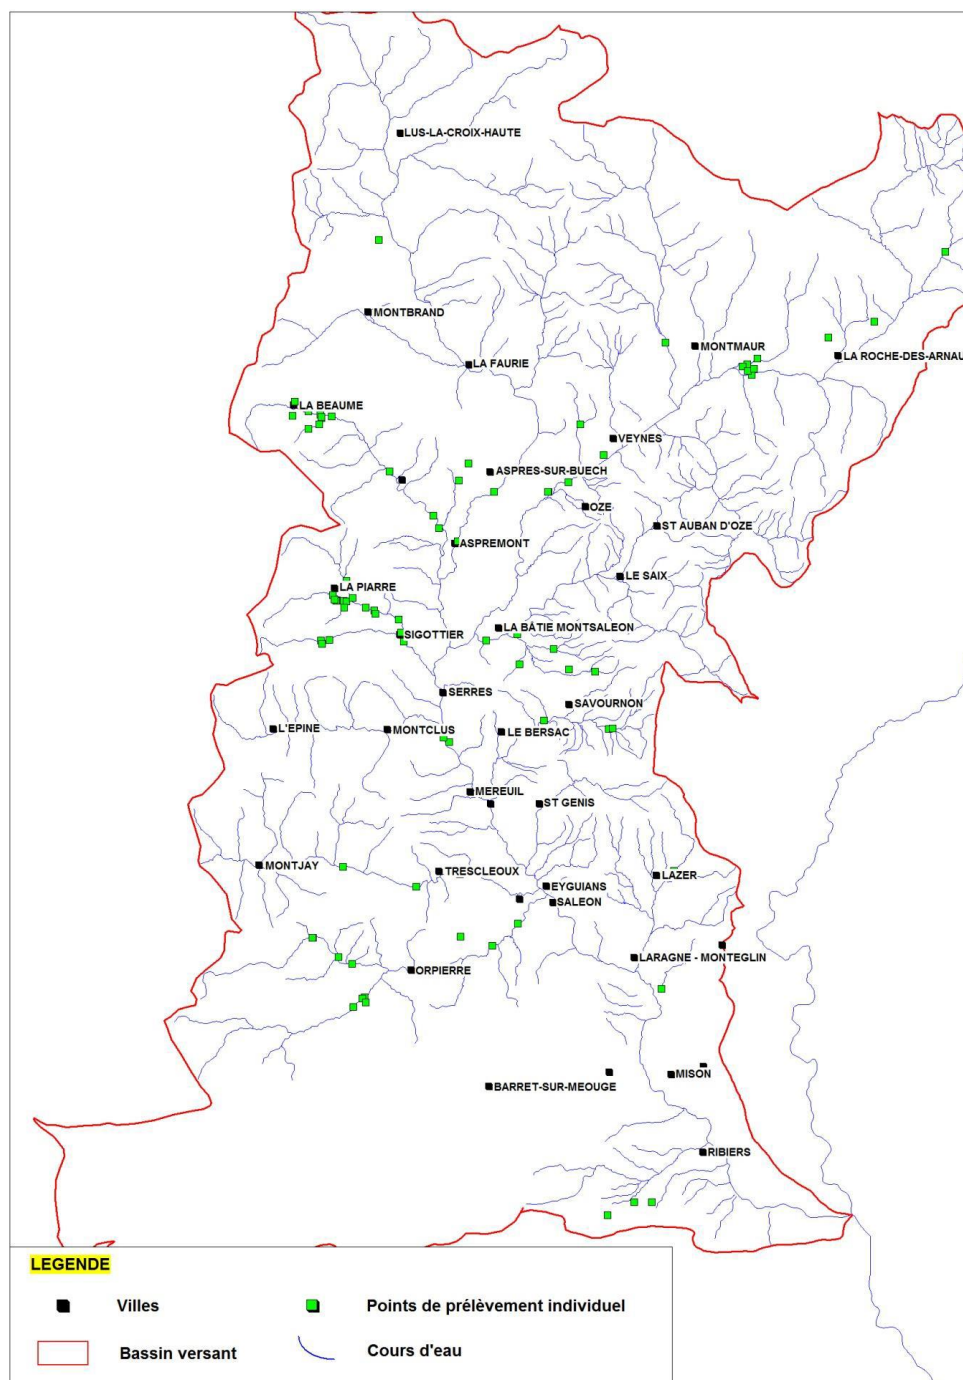 LUS-LA-CROIX-HAUTE
MONTBRAND
MONTMAUR
LA ROCHE-DES-ARNAU
LA FAURIE
LA BEAUME
VEYNES
ASPRES-SUR-BUECH
OZE
ST AUBAN D'OZE
ASPREMONT
LE SAIX
LA PIARRE
LA BÂTIE MONTSALEON
SIGOTTIER
SERRES
SAVOURNON
L'EPINE
MONTCLUS
LE BERSAC
MEREUIL
ST GENIS
MONTJAY
TRESCLEOUX
LAZER
EYGUIANS
SALEON
LARAGNE - MONTEGLIN
ORPIERRE
MISON
BARRET-SUR-MEOUGE
RIBIERS
LEGENDE
Villes
Points de prélèvement individuel
Bassin versant
Cours d'eau